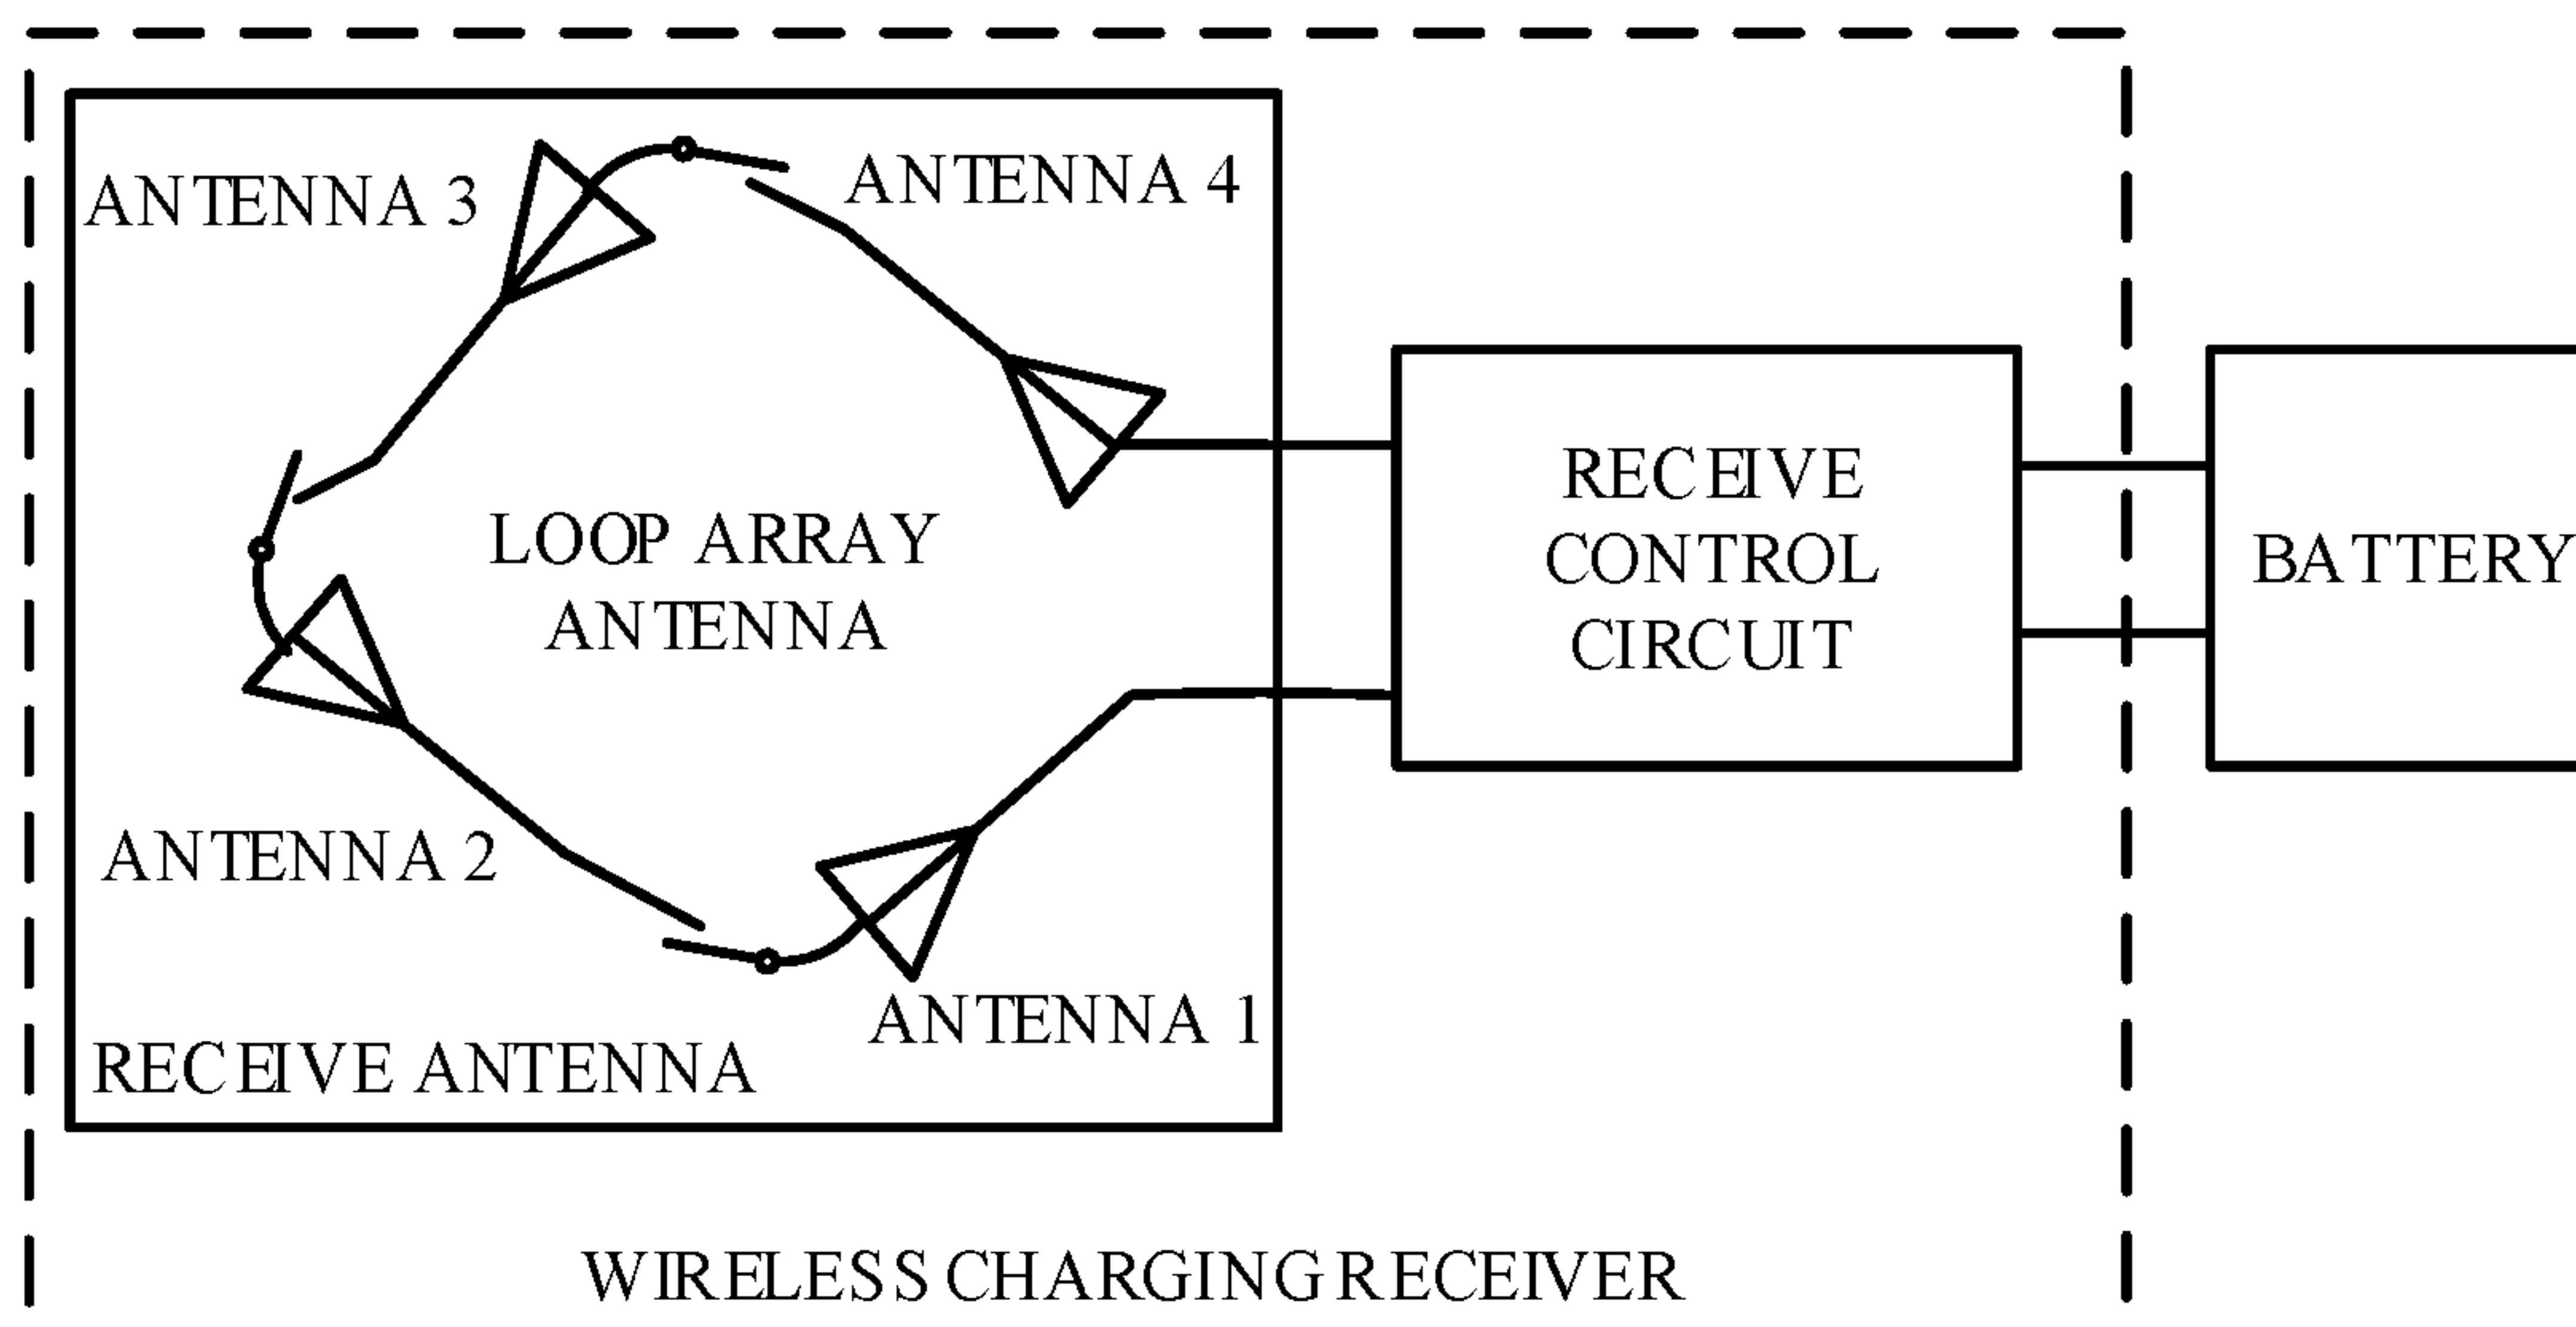 ANTENNA 3
ANTENNA 4
LOOP ARRAY
ANTENNA
RECEIVE
CONTROL
CIRCUIT
BATTERY
ANTENNA 2
ANTENNA 1
RECEIVE ANTENNA
WIRELESS CHARGING RECEIVER